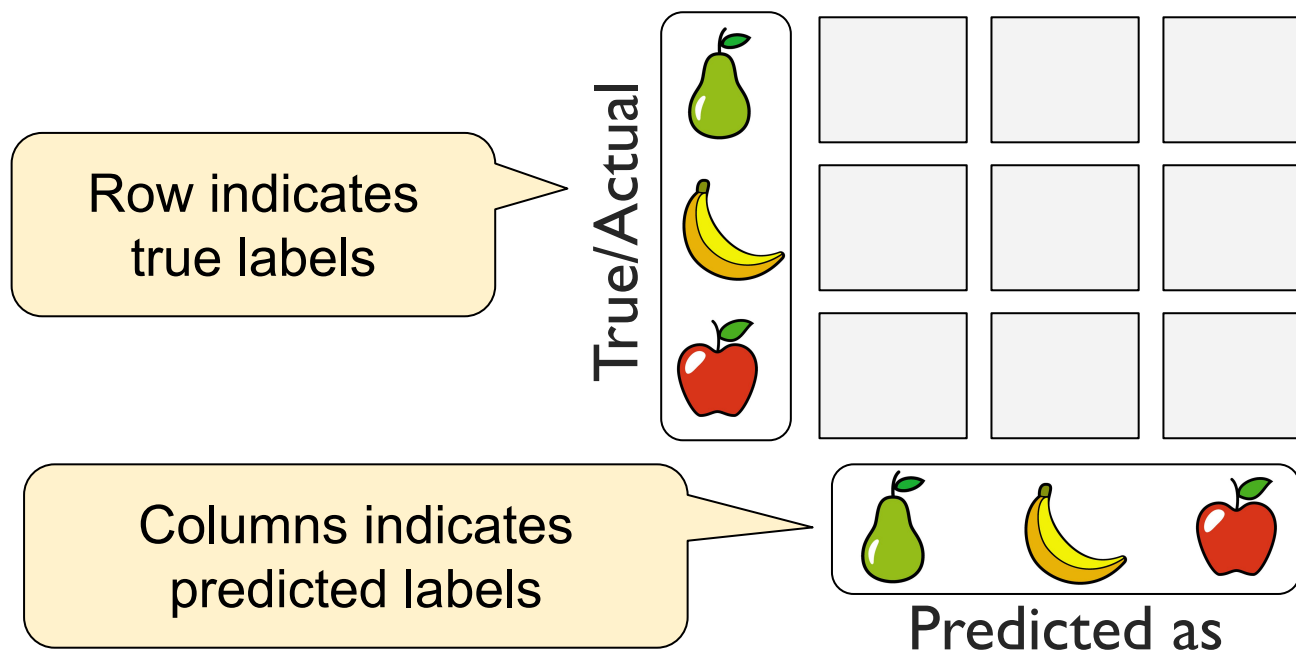 Row indicates
true labels
True/Actual
Columns indicates
predicted labels
Predicted as